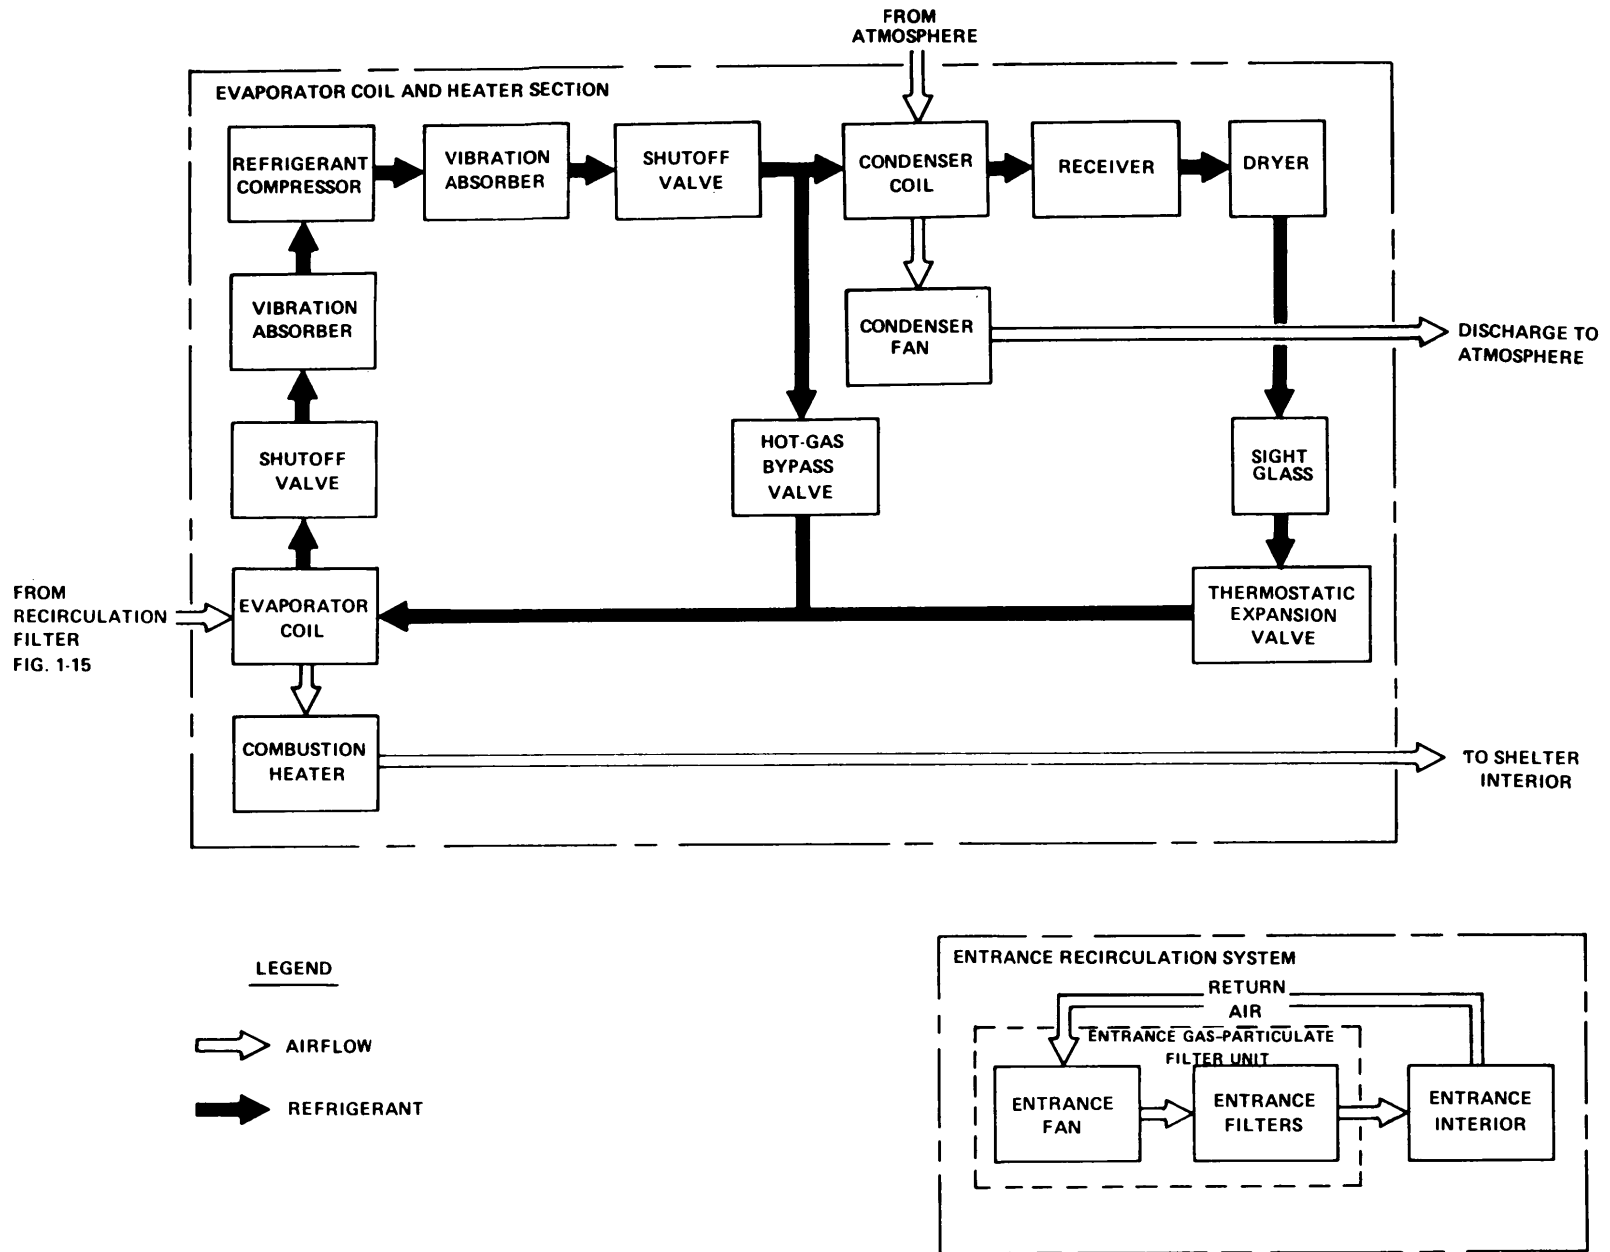 FROM
ATMOSPHERE
EVAPORATOR COIL AND HEATER SECTION
REFRIGERANT
COMPRESSOR
VIBRATION
ABSORBER
SHUTOFF
VALVE
CONDENSER
COIL
RECEIVER
DRYER
VIBRATION
ABSORBER
CONDENSER
FAN
DISCHARGE TO
ATMOSPHERE
SHUTOFF
VALVE
HOT-GAS
BYPASS
VALVE
SIGHT
GLASS
FROM
RECIRCULATION
FILTER
FIG. 1-15
EVAPORATOR
COIL
THERMOSTATIC
EXPANSION
VALVE
COMBUSTION
HEATER
TO SHELTER
INTERIOR
LEGEND
AIRFLOW
REFRIGERANT
ENTRANCE RECIRCULATION SYSTEM
RETURN
AIR
ENTRANCE GAS-PARTICULATE
FILTER UNIT
ENTRANCE
FAN
ENTRANCE
FILTERS
ENTRANCE
INTERIOR